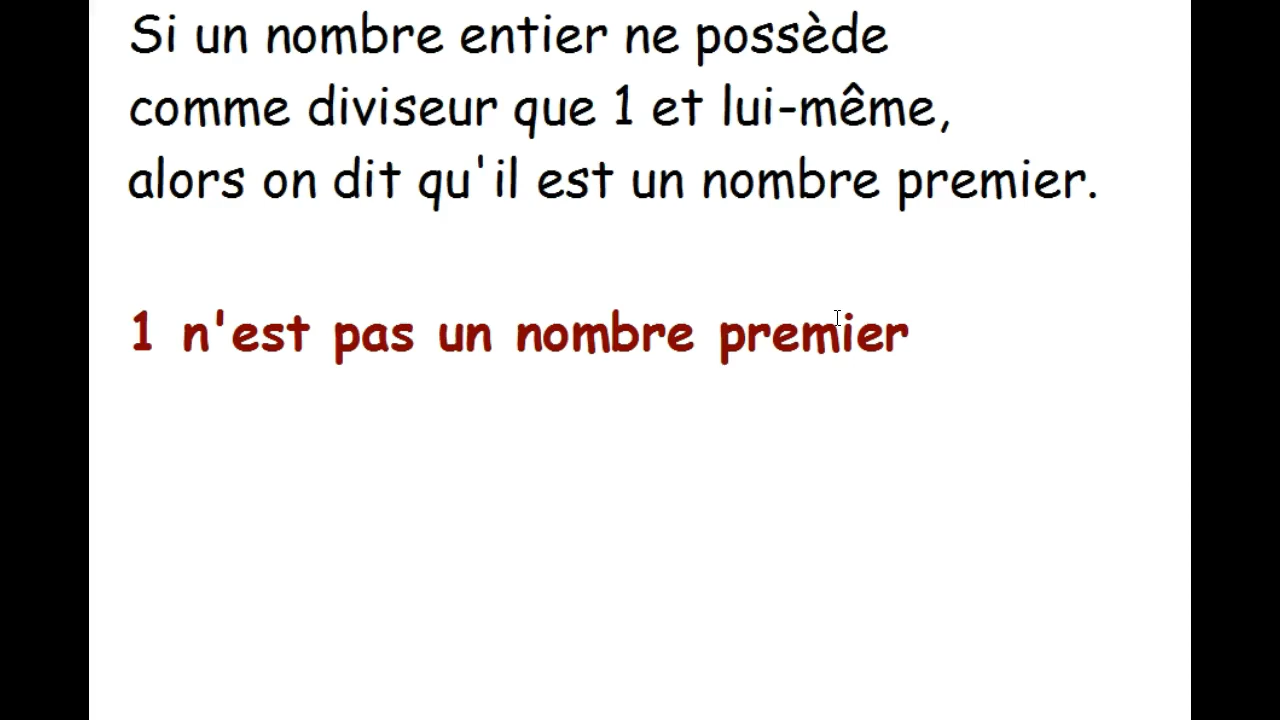 Si un nombre entier ne possède
comme diviseur que 1 et lui-même,
alors on dit qu'il est un nombre premier.
1 n'est pas un nombre premier